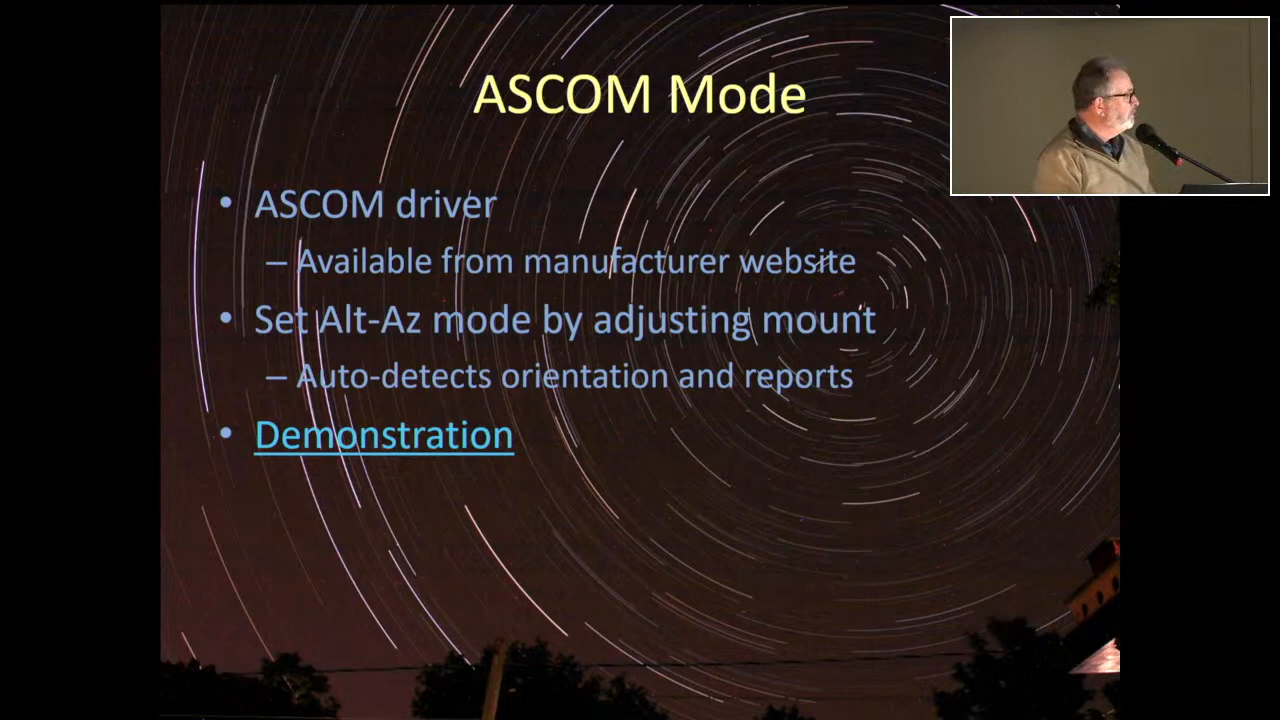 ASCOM Mode
• ASCOM driver
– Available from manufacturer website
• Set Alt-Az mode by adjusting mount
– Auto-detects orientation and reports
• Demonstration